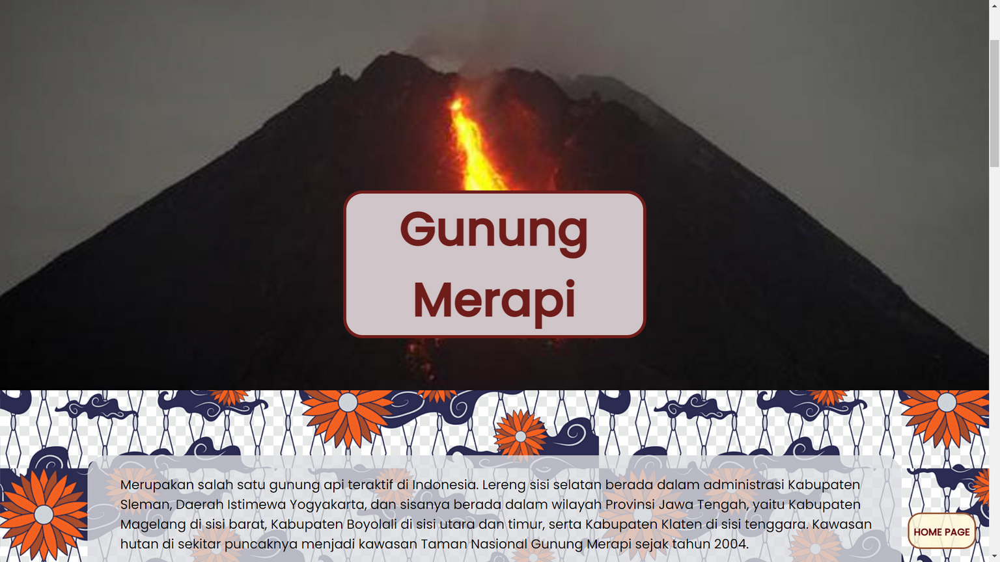 Gunung
Merapi
Merupakan salah satu gunung api teraktif di Indonesia. Lereng sisi selatan berada dalam administrasi Kabupaten
Sleman, Daerah Istimewa Yogyakarta, dan sisanya berada dalam wilayah Provinsi Jawa Tengah, yaitu Kabupaten
Magelang di sisi barat, Kabupaten Boyolali di sisi utara dan timur, serta Kabupaten Klaten di sisi tenggara. Kawasan
hutan di sekitar puncaknya menjadi kawasan Taman Nasional Gunung Merapi sejak tahun 2004.
HOME PAGE